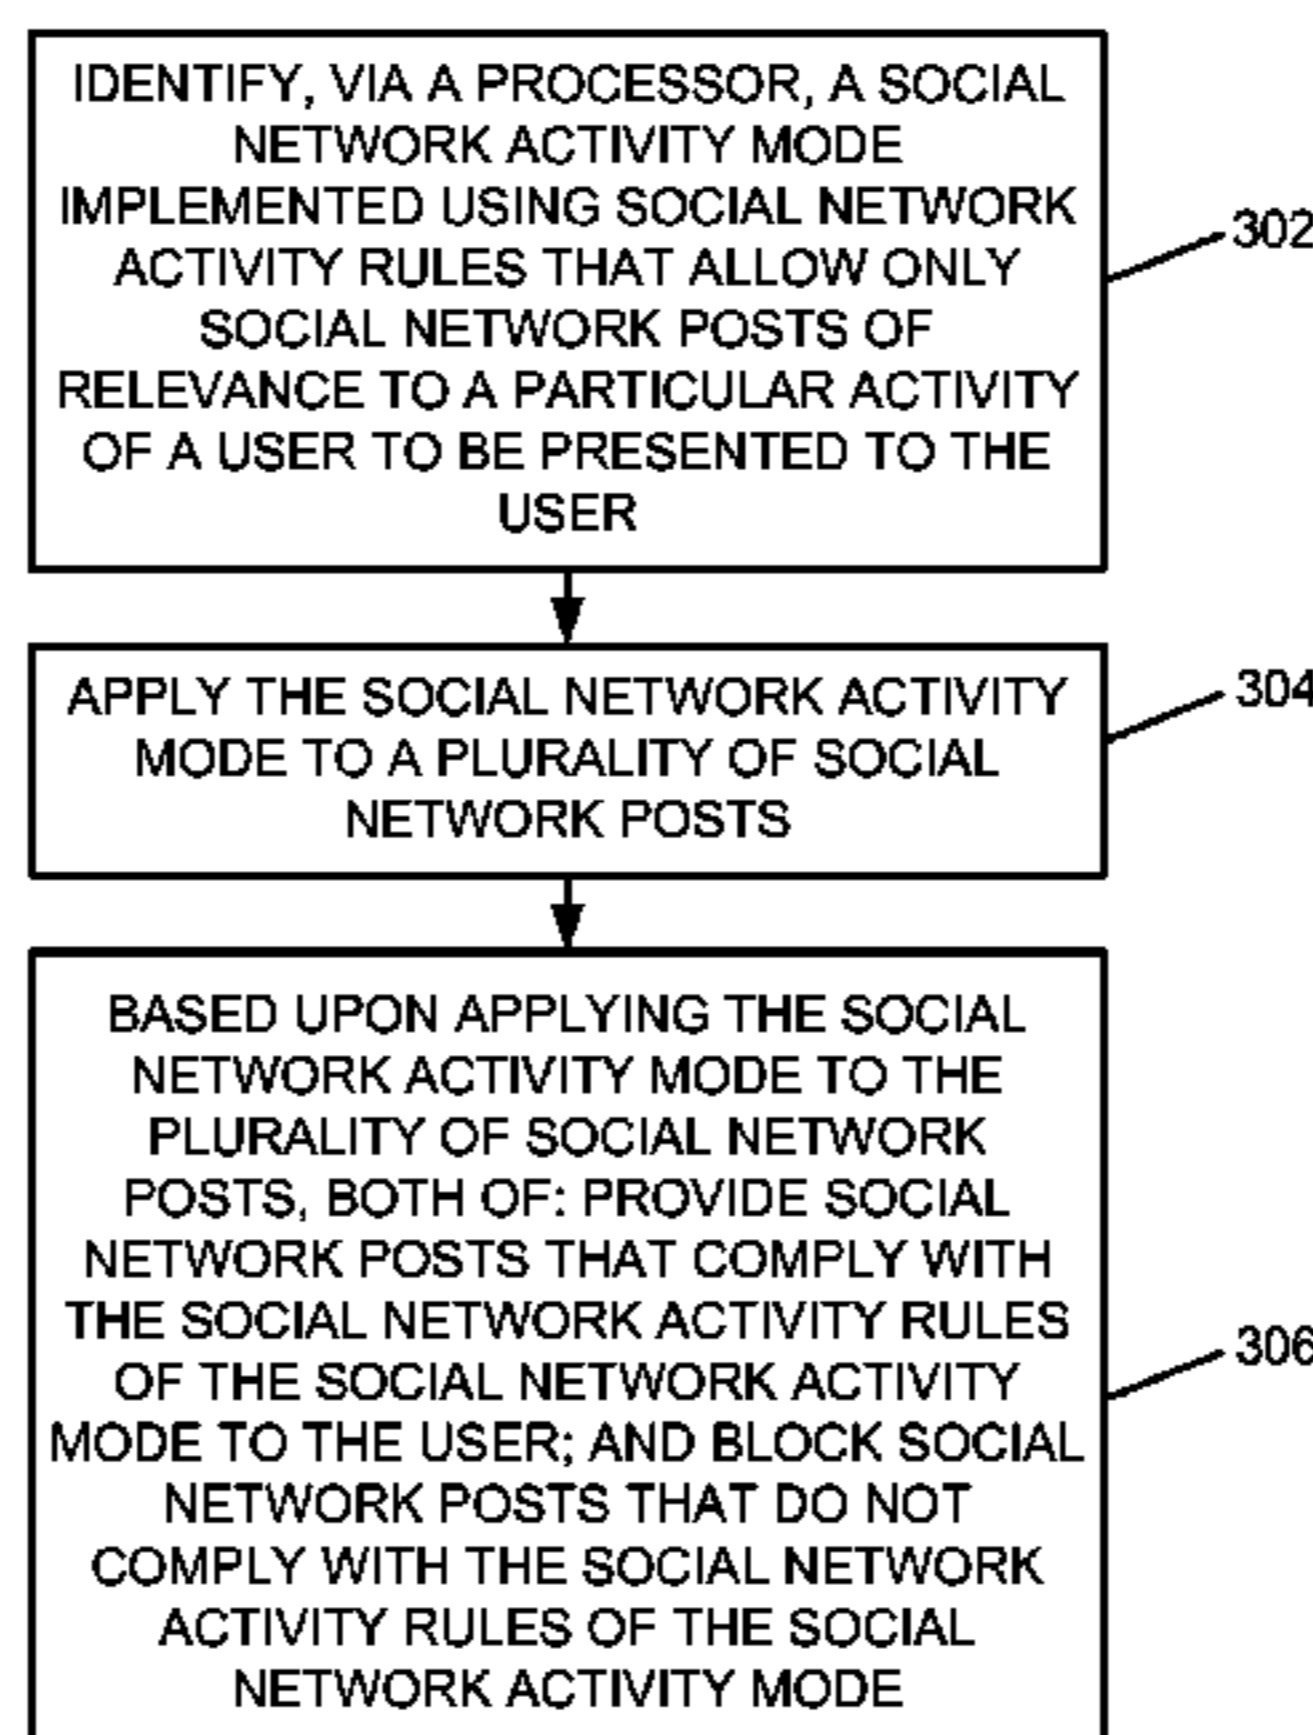 IDENTIFY, VIA A PROCESSOR, A SOCIAL
NETWORK ACTIVITY MODE
IMPLEMENTED USING SOCIAL NETWORK
ACTIVITY RULES THAT ALLOW ONLY
SOCIAL NETWORK POSTS OF
RELEVANCE TO A PARTICULAR ACTIVITY
OF A USER TO BE PRESENTED TO THE
USER
302
APPLY THE SOCIAL NETWORK ACTIVITY
MODE TO A PLURALITY OF SOCIAL
NETWORK POSTS
304
BASED UPON APPLYING THE SOCIAL
NETWORK ACTIVITY MODE TO THE
PLURALITY OF SOCIAL NETWORK
POSTS, BOTH OF: PROVIDE SOCIAL
NETWORK POSTS THAT COMPLY WITH
THE SOCIAL NETWORK ACTIVITY RULES
OF THE SOCIAL NETWORK ACTIVITY
MODE TO THE USER; AND BLOCK SOCIAL
NETWORK POSTS THAT DO NOT
COMPLY WITH THE SOCIAL NETWORK
ACTIVITY RULES OF THE SOCIAL
NETWORK ACTIVITY MODE
306